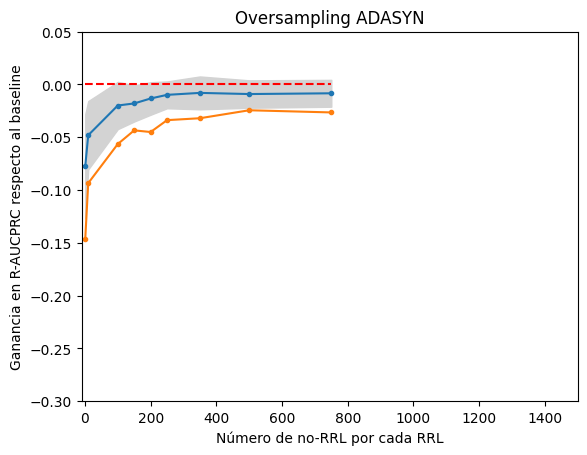 Oversampling ADASYN
Ganancia en R-AUCPRC respecto al baseline
0.05
0.00
−0.05
−0.10
−0.15
−0.20
−0.25
−0.30
0 200 400 600 800 1000 1200 1400
Número de no-RRL por cada RRL